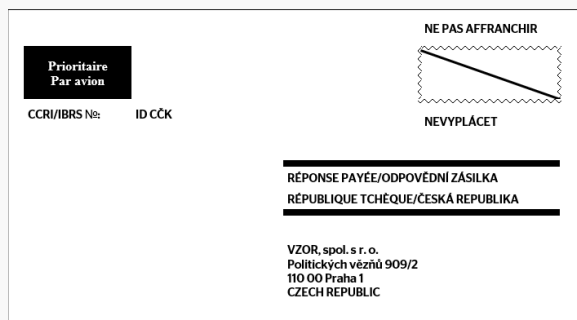 NE PAS AFFRANCHIR
Prioritaire
Par avion
CCRI/IBRS №: ID CČK
NEVYPLÁCET
RÉPONSE PAYÉE/ODPOVĚDNÍ ZÁSILKA
RÉPUBLIQUE TCHÈQUE/ČESKÁ REPUBLIKA
VZOR, spol. s r. o.
Politických vězňů 909/2
110 00 Praha 1
CZECH REPUBLIC